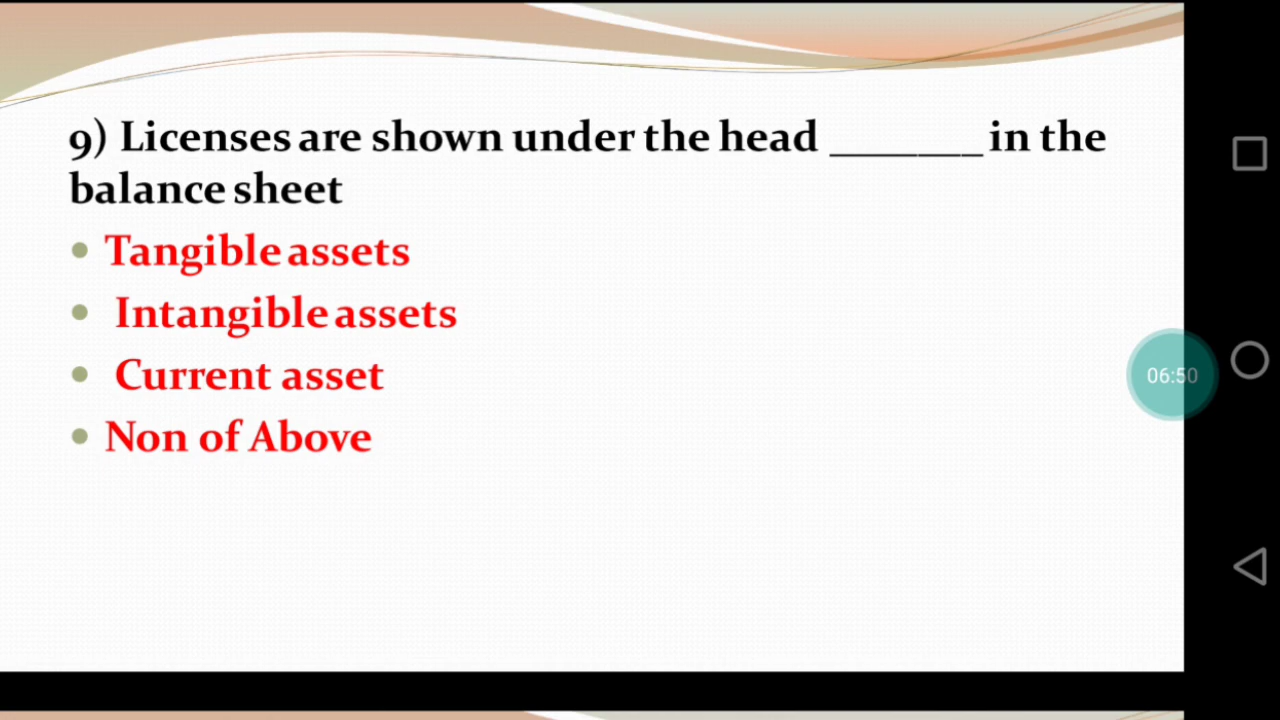 9) Licenses are shown under the head _______ in the
balance sheet
• Tangible assets
• Intangible assets
• Current asset
• Non of Above
06:50